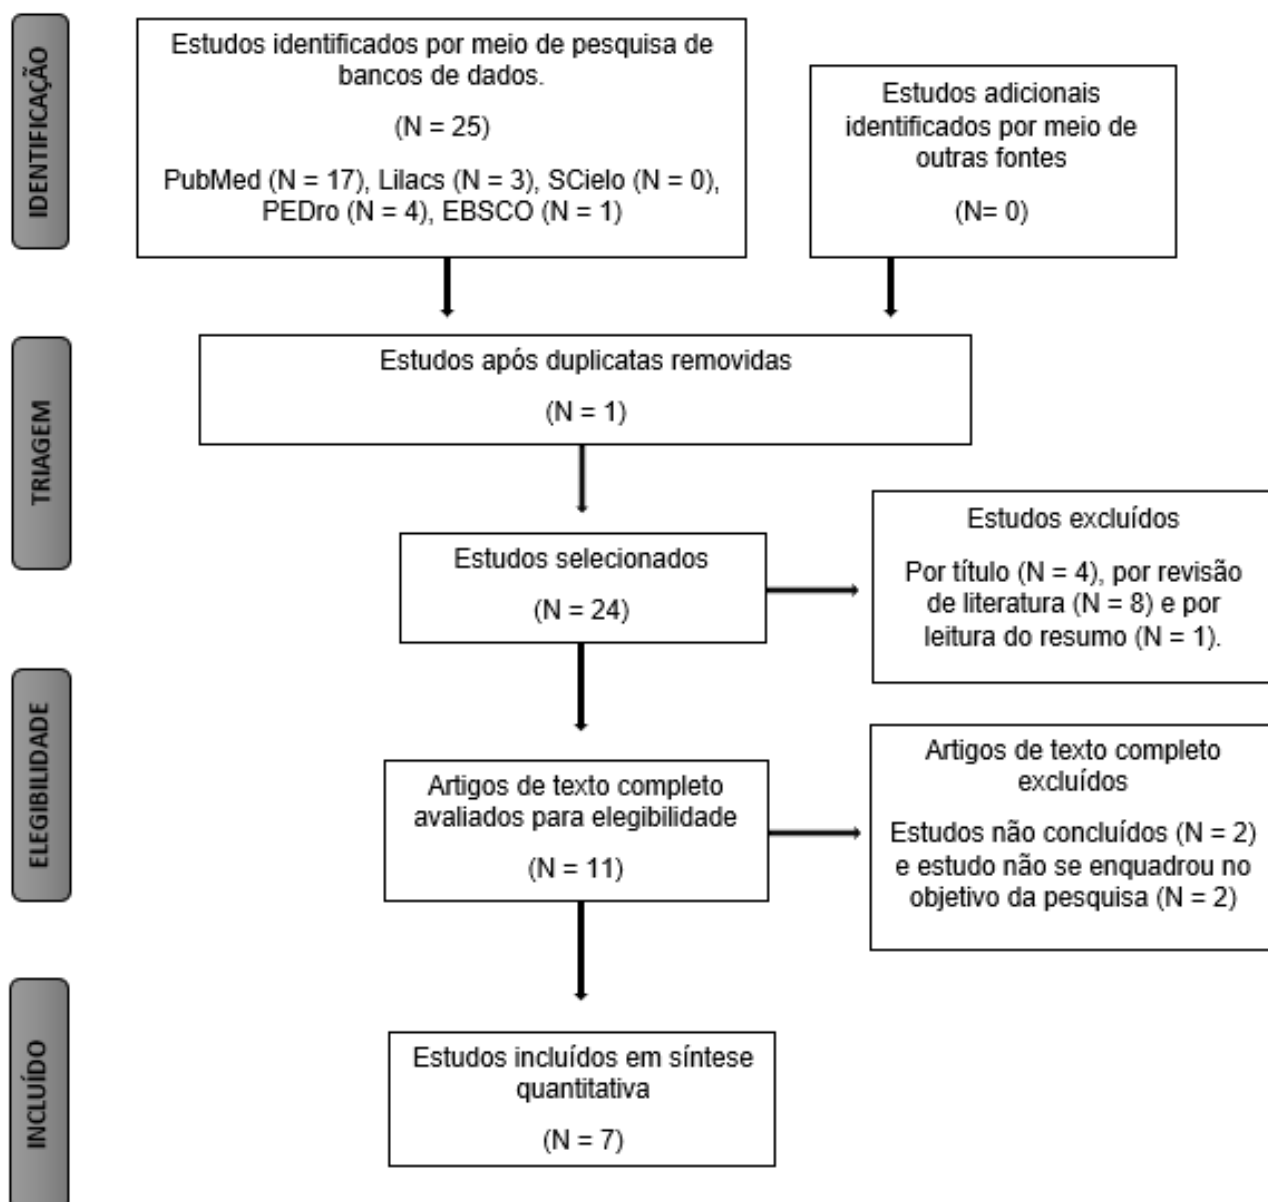 IDENTIFICAÇÃO
Estudos identificados por meio de pesquisa de
bancos de dados.
(N = 25)
PubMed (N = 17), Lilacs (N = 3), SCielo (N = 0),
PEDro (N = 4), EBSCO (N = 1)
Estudos adicionais
identificados por meio de
outras fontes
(N= 0)
TRIAGEM
Estudos após duplicatas removidas
(N = 1)
Estudos selecionados
(N = 24)
Estudos excluídos
Por título (N = 4), por revisão
de literatura (N = 8) e por
leitura do resumo (N = 1).
ELEGIBILIDADE
Artigos de texto completo
avaliados para elegibilidade
(N = 11)
Artigos de texto completo
excluídos
Estudos não concluídos (N = 2)
e estudo não se enquadrou no
objetivo da pesquisa (N = 2)
INCLUÍDO
Estudos incluídos em síntese
quantitativa
(N = 7)